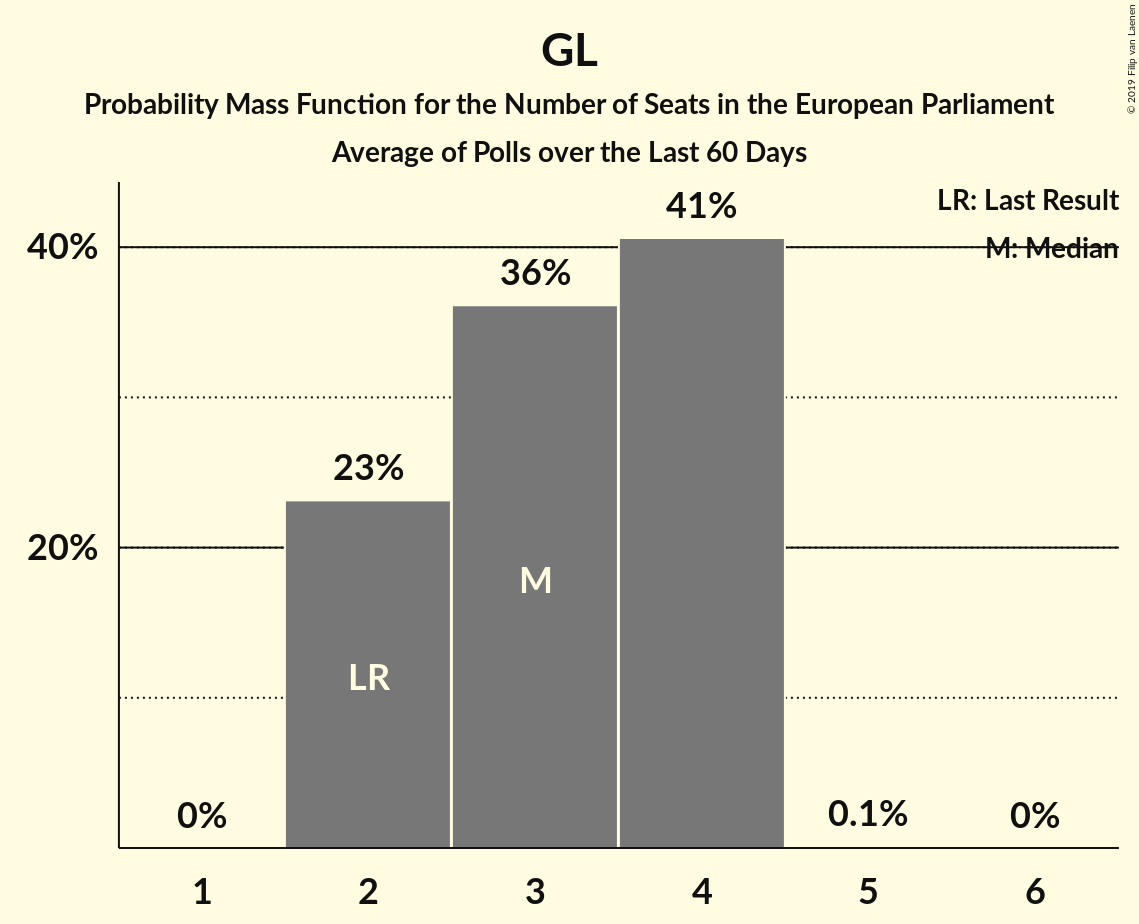 GL
Probability Mass Function for the Number of Seats in the European Parliament
Average of Polls over the Last 60 Days
© 2019 Filip van Laenen
LR: Last Result
M: Median
41%
40%
36%
23%
20%
M
LR
0%
0.1%
0%
1 2 3 4 5 6